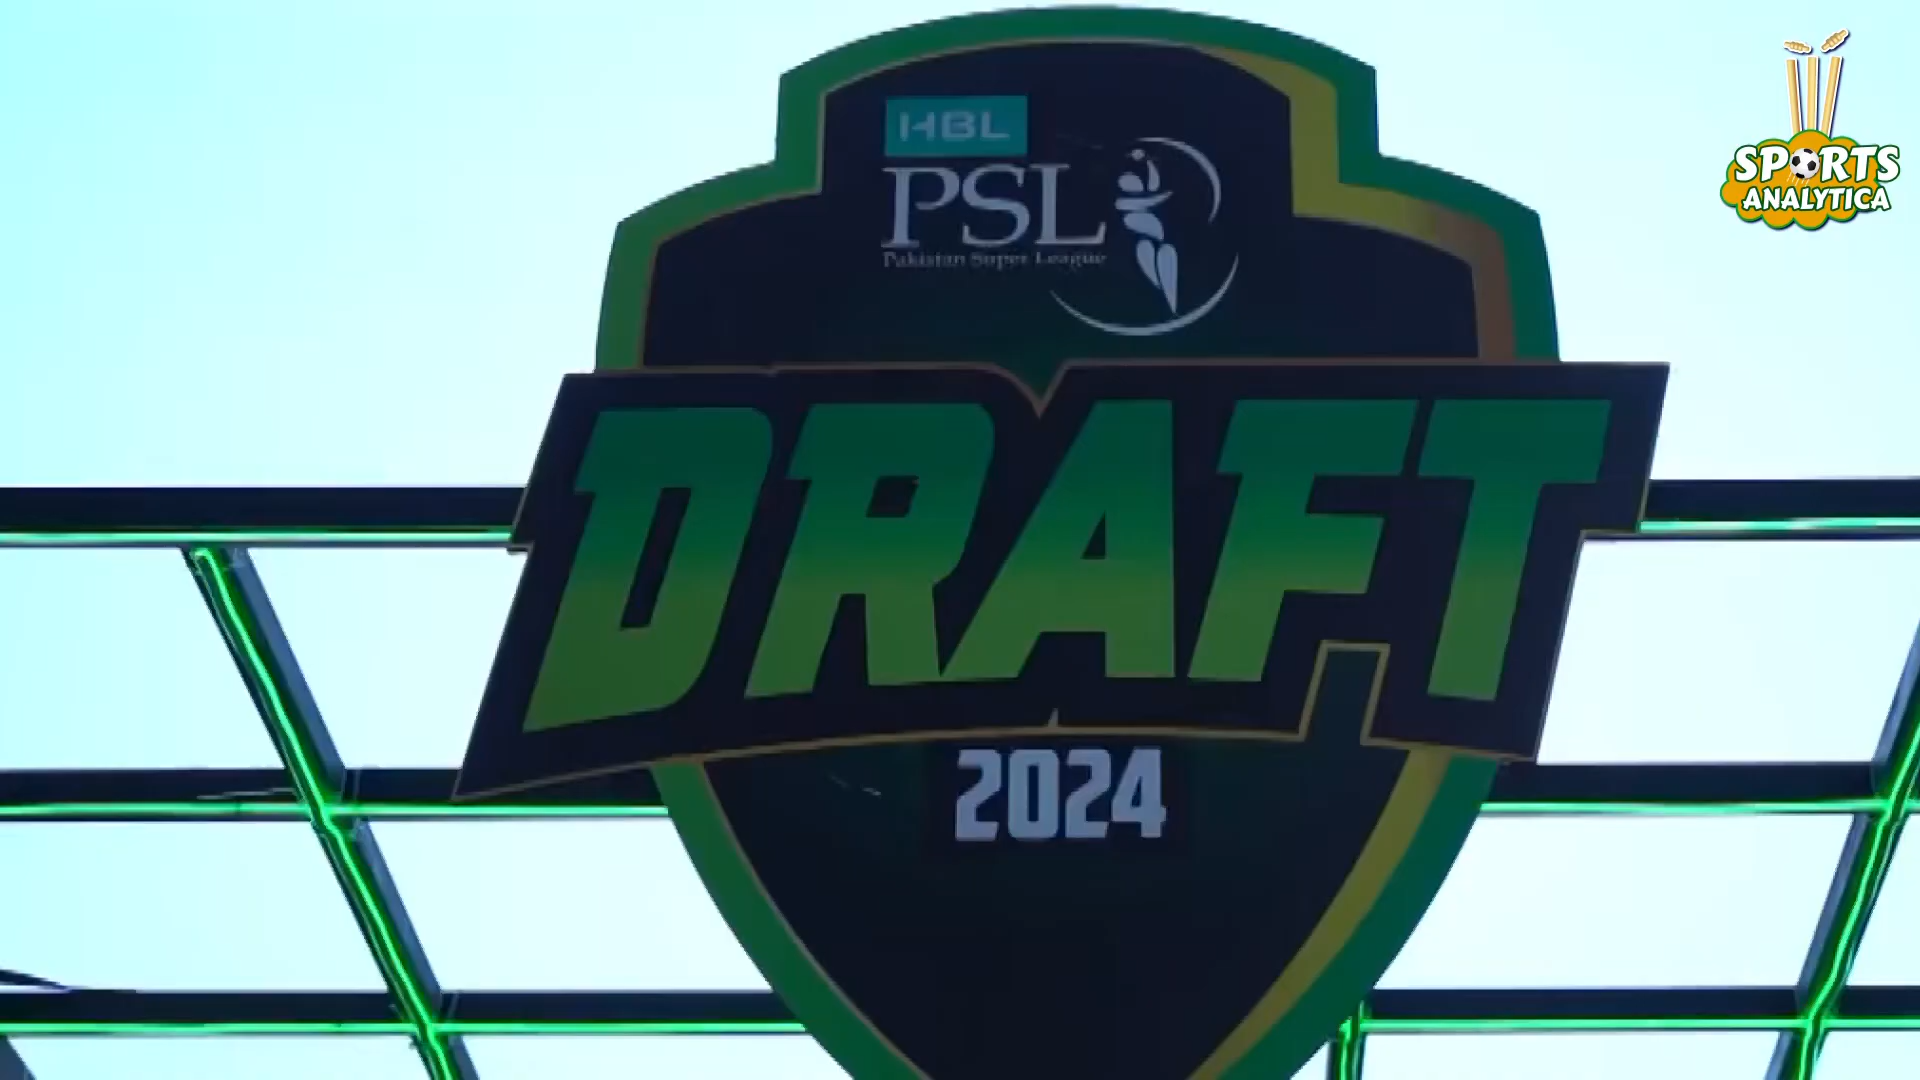 HBL
PSL
Pakistan Super League
DRAFT
2024
SPORTS
ANALYTICA